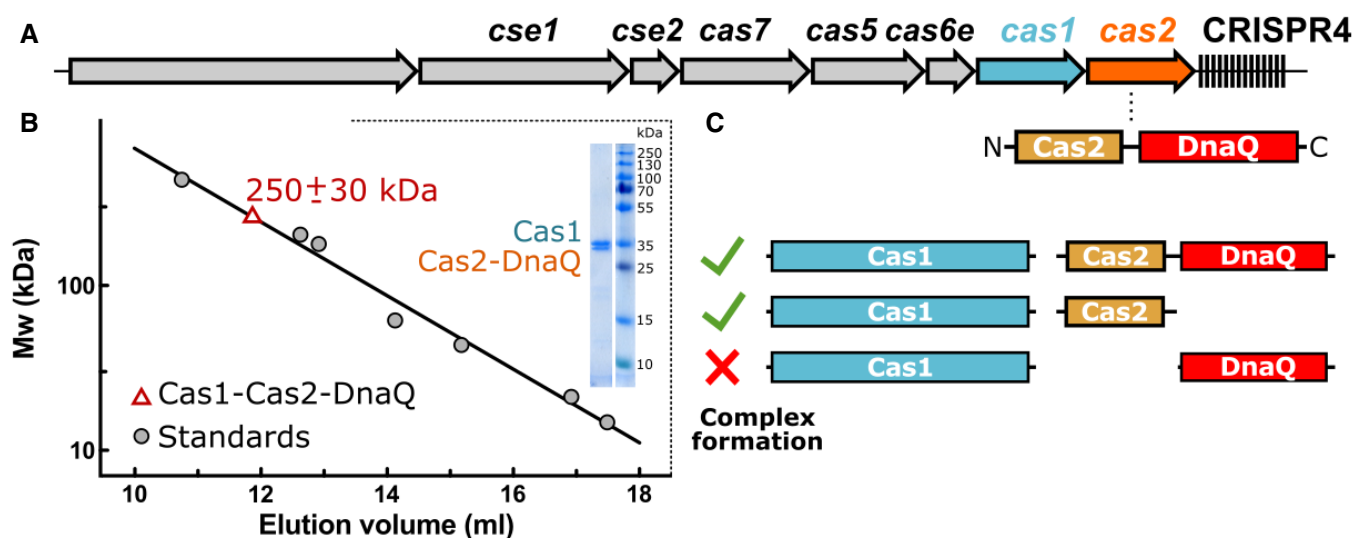 A
cse1 cse2 cas7 cas5 cas6e cas1 cas2 CRISPR4
B
250±30 kDa
Cas1
Cas2-DnaQ
kDa
250
130
100
70
55
35
25
15
10
100
10
Mw (kDa)
Cas1-Cas2-DnaQ
Standards
10 12 14 16 18
Elution volume (ml)
C
N Cas2 DnaQ C
Cas1 Cas2 DnaQ
Cas1 Cas2
Cas1 DnaQ
Complex
formation